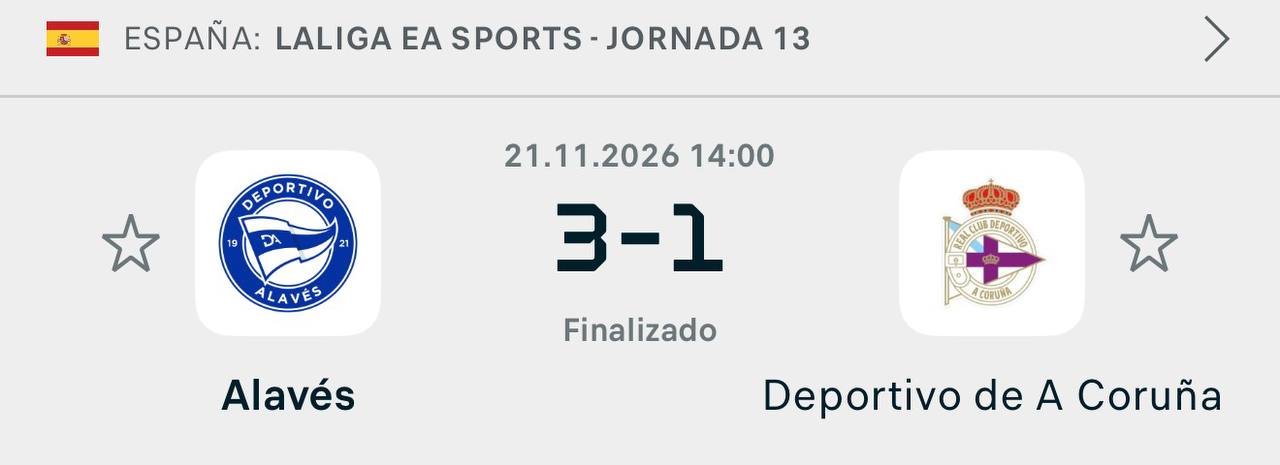 ESPAÑA: LALIGA EA SPORTS - JORNADA 13
21.11.2026 14:00
DEPORTIVO
19 DA 21
ALAVÉS
3-1
REAL CLUB DEPORTIVO
A CORUÑA
Finalizado
Alavés
Deportivo de A Coruña